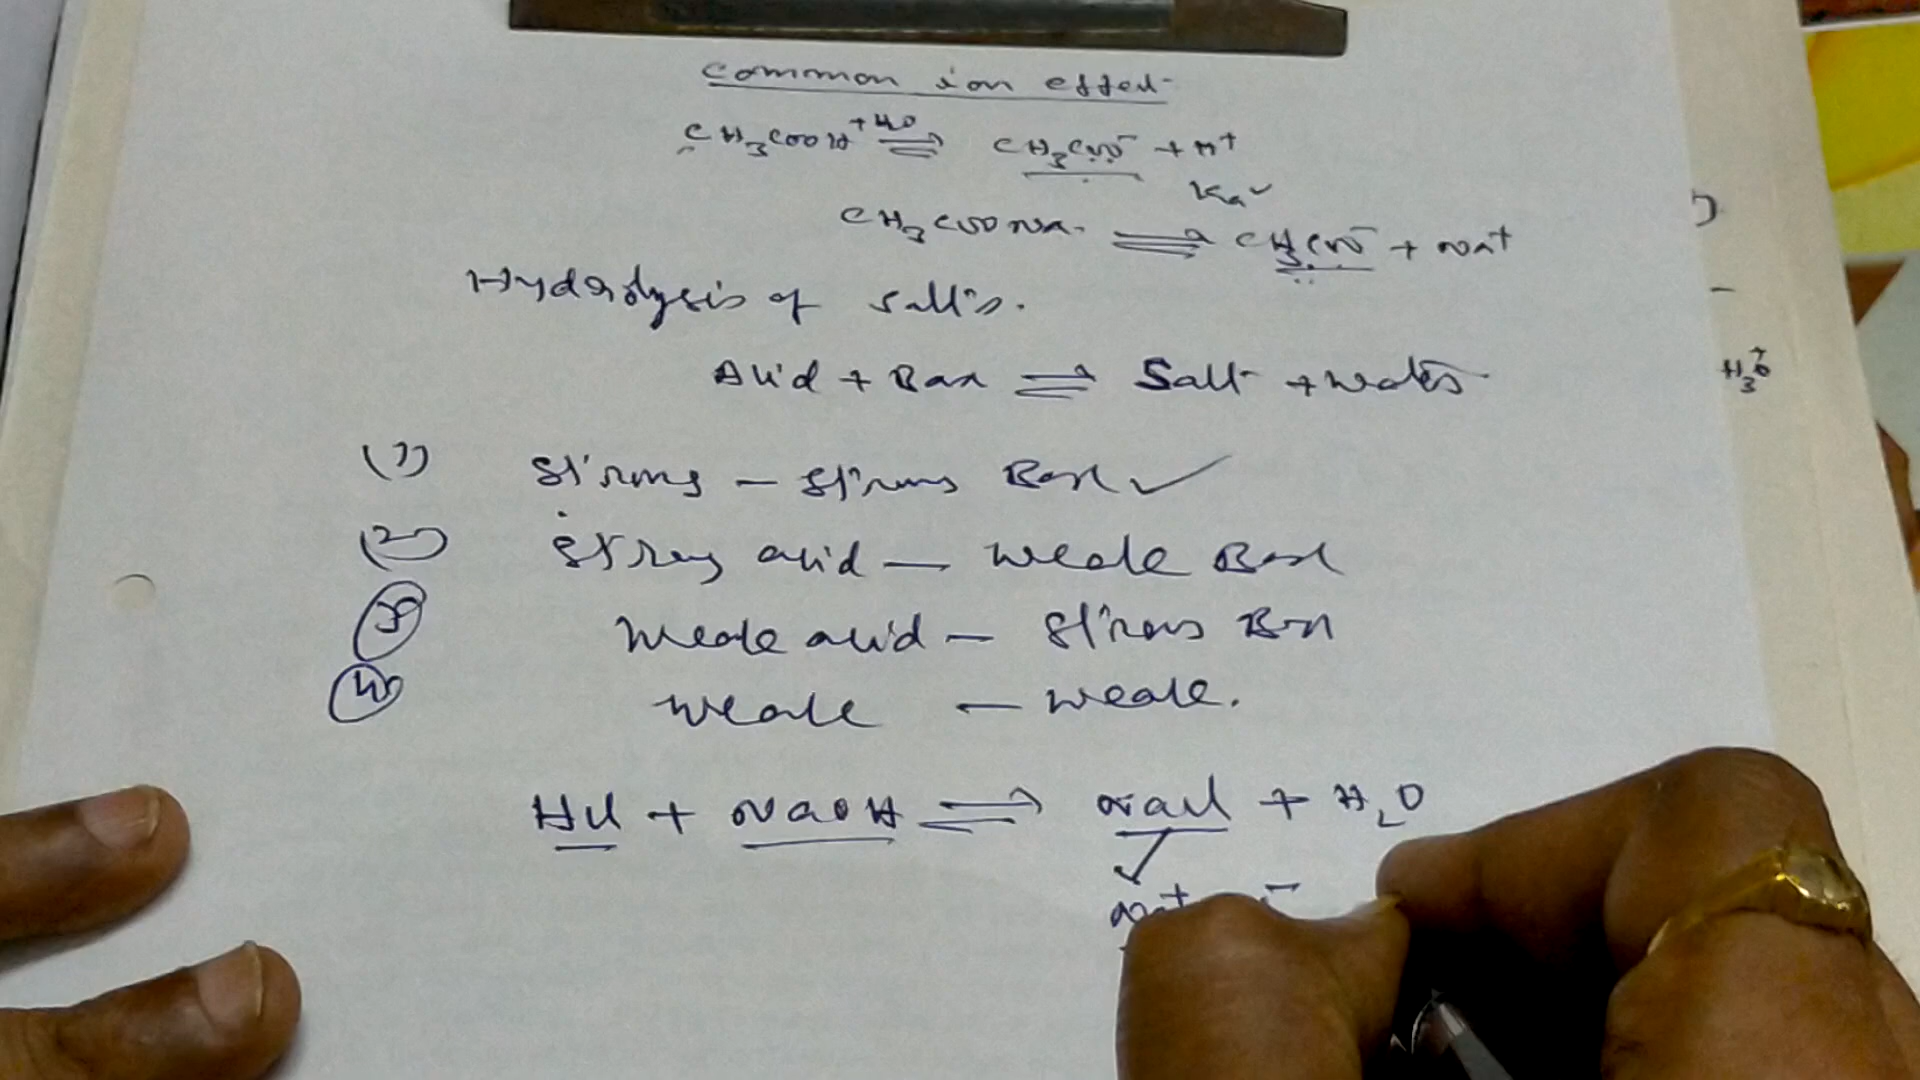 Common ion effect
CH3COOH +H2O ⇌ CH3COO- + H+
Ka ✓
CH3COONa ⇌ CH3COO- + Na+
Hydrolysis of salts.
Acid + Base ⇌ Salt + water
H3O+
(1) Strong - Strong Base ✓
(2) Strong acid - weak Base
(3) weak acid - Strong Base
(4) weak - weak.
HCl + NaOH ⇌ NaCl + H2O
Na+